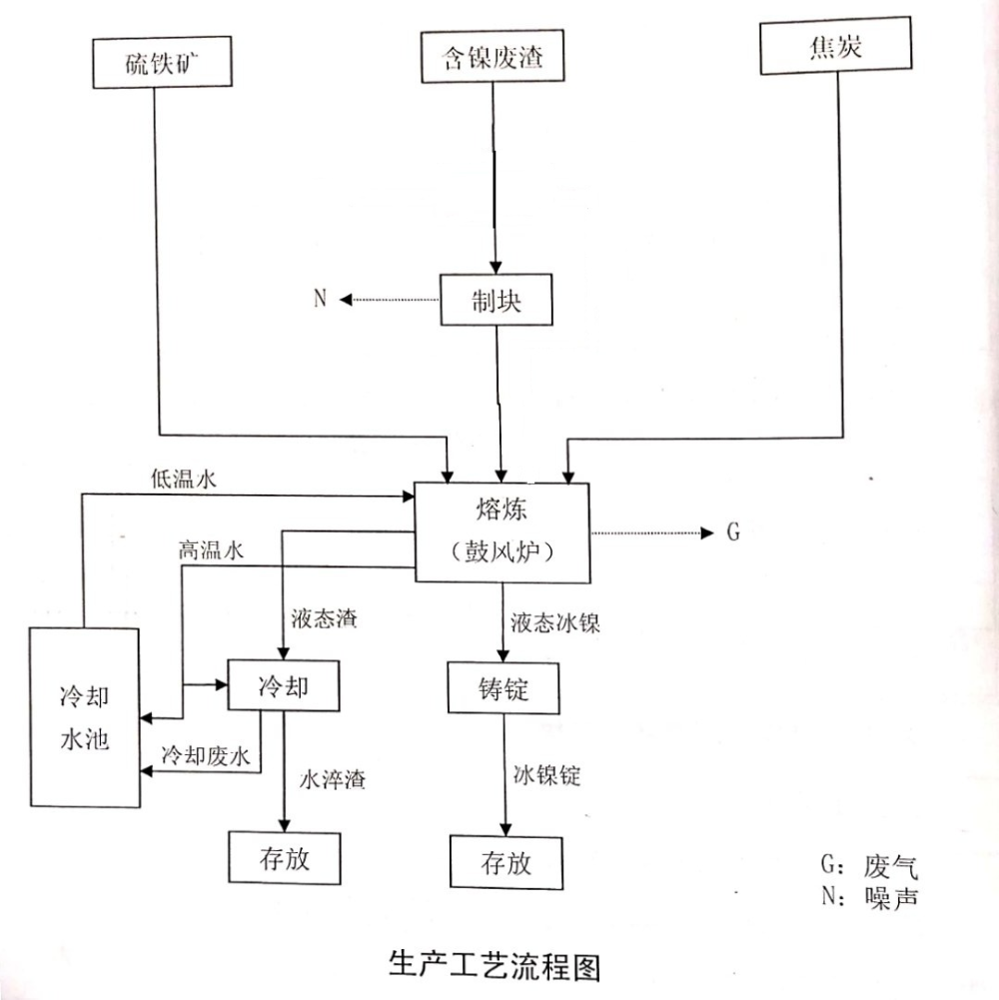 硫铁矿
含镍废渣
焦炭
N
制块
低温水
熔炼
（鼓风炉）
G
高温水
液态渣
液态冰镍
冷却
水池
冷却
铸锭
冷却废水
水淬渣
冰镍锭
存放
存放
G：废气
N：噪声
生产工艺流程图